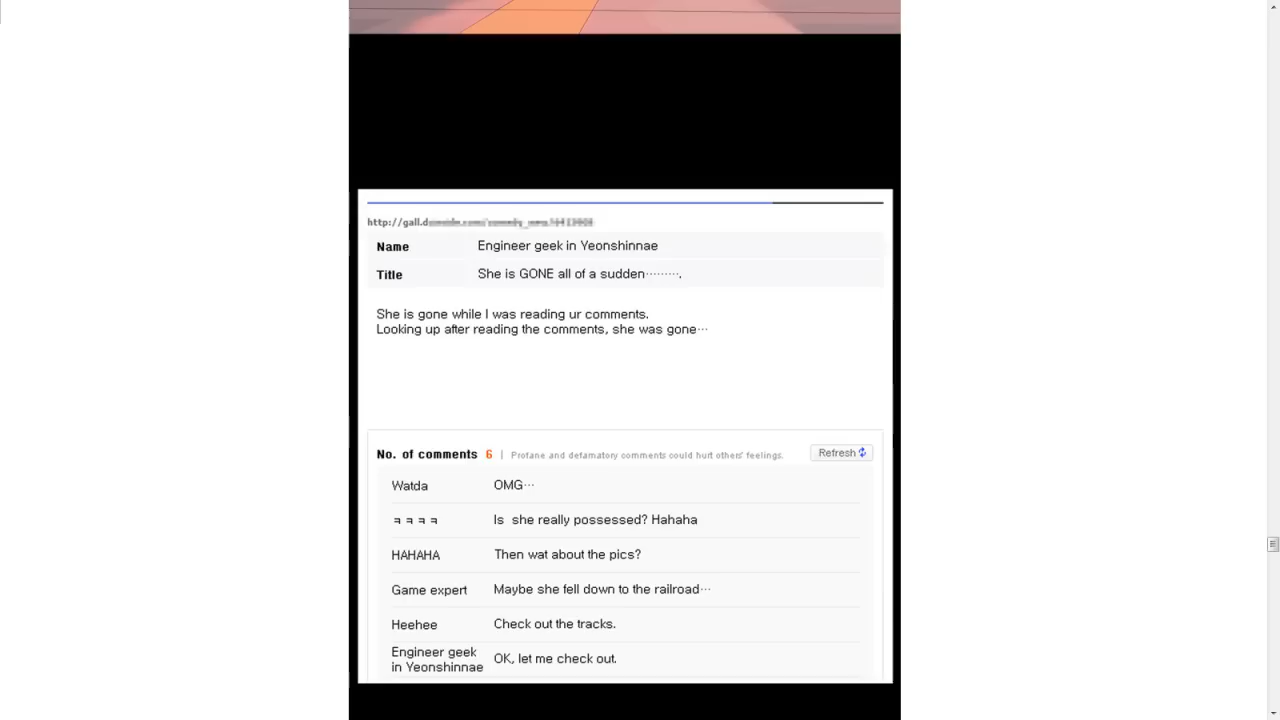 http://gall.d
Name Engineer geek in Yeonshinnae
Title She is GONE all of a sudden·········.
She is gone while I was reading ur comments.
Looking up after reading the comments, she was gone···
No. of comments 6 | Profane and defamatory comments could hurt others' feelings. Refresh
Watda OMG···
ㅋㅋㅋㅋ Is she really possessed? Hahaha
HAHAHA Then wat about the pics?
Game expert Maybe she fell down to the railroad···
Heehee Check out the tracks.
Engineer geek
in Yeonshinnae OK, let me check out.